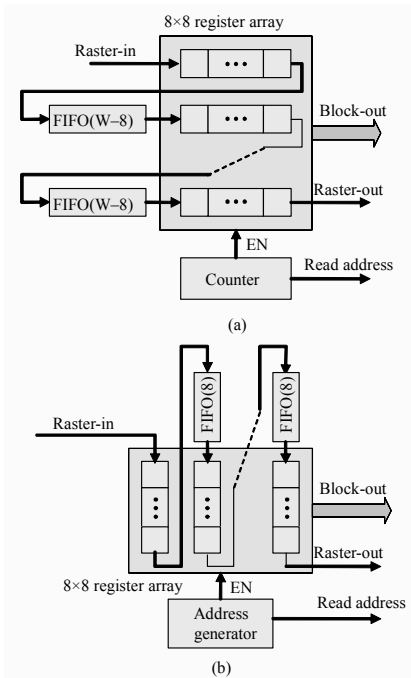 8×8 register array
Raster-in
FIFO(W–8)
Block-out
FIFO(W–8)
Raster-out
EN
Counter
Read address
(a)
FIFO(8)
FIFO(8)
Raster-in
Block-out
Raster-out
8×8 register array
EN
Address
generator
Read address
(b)